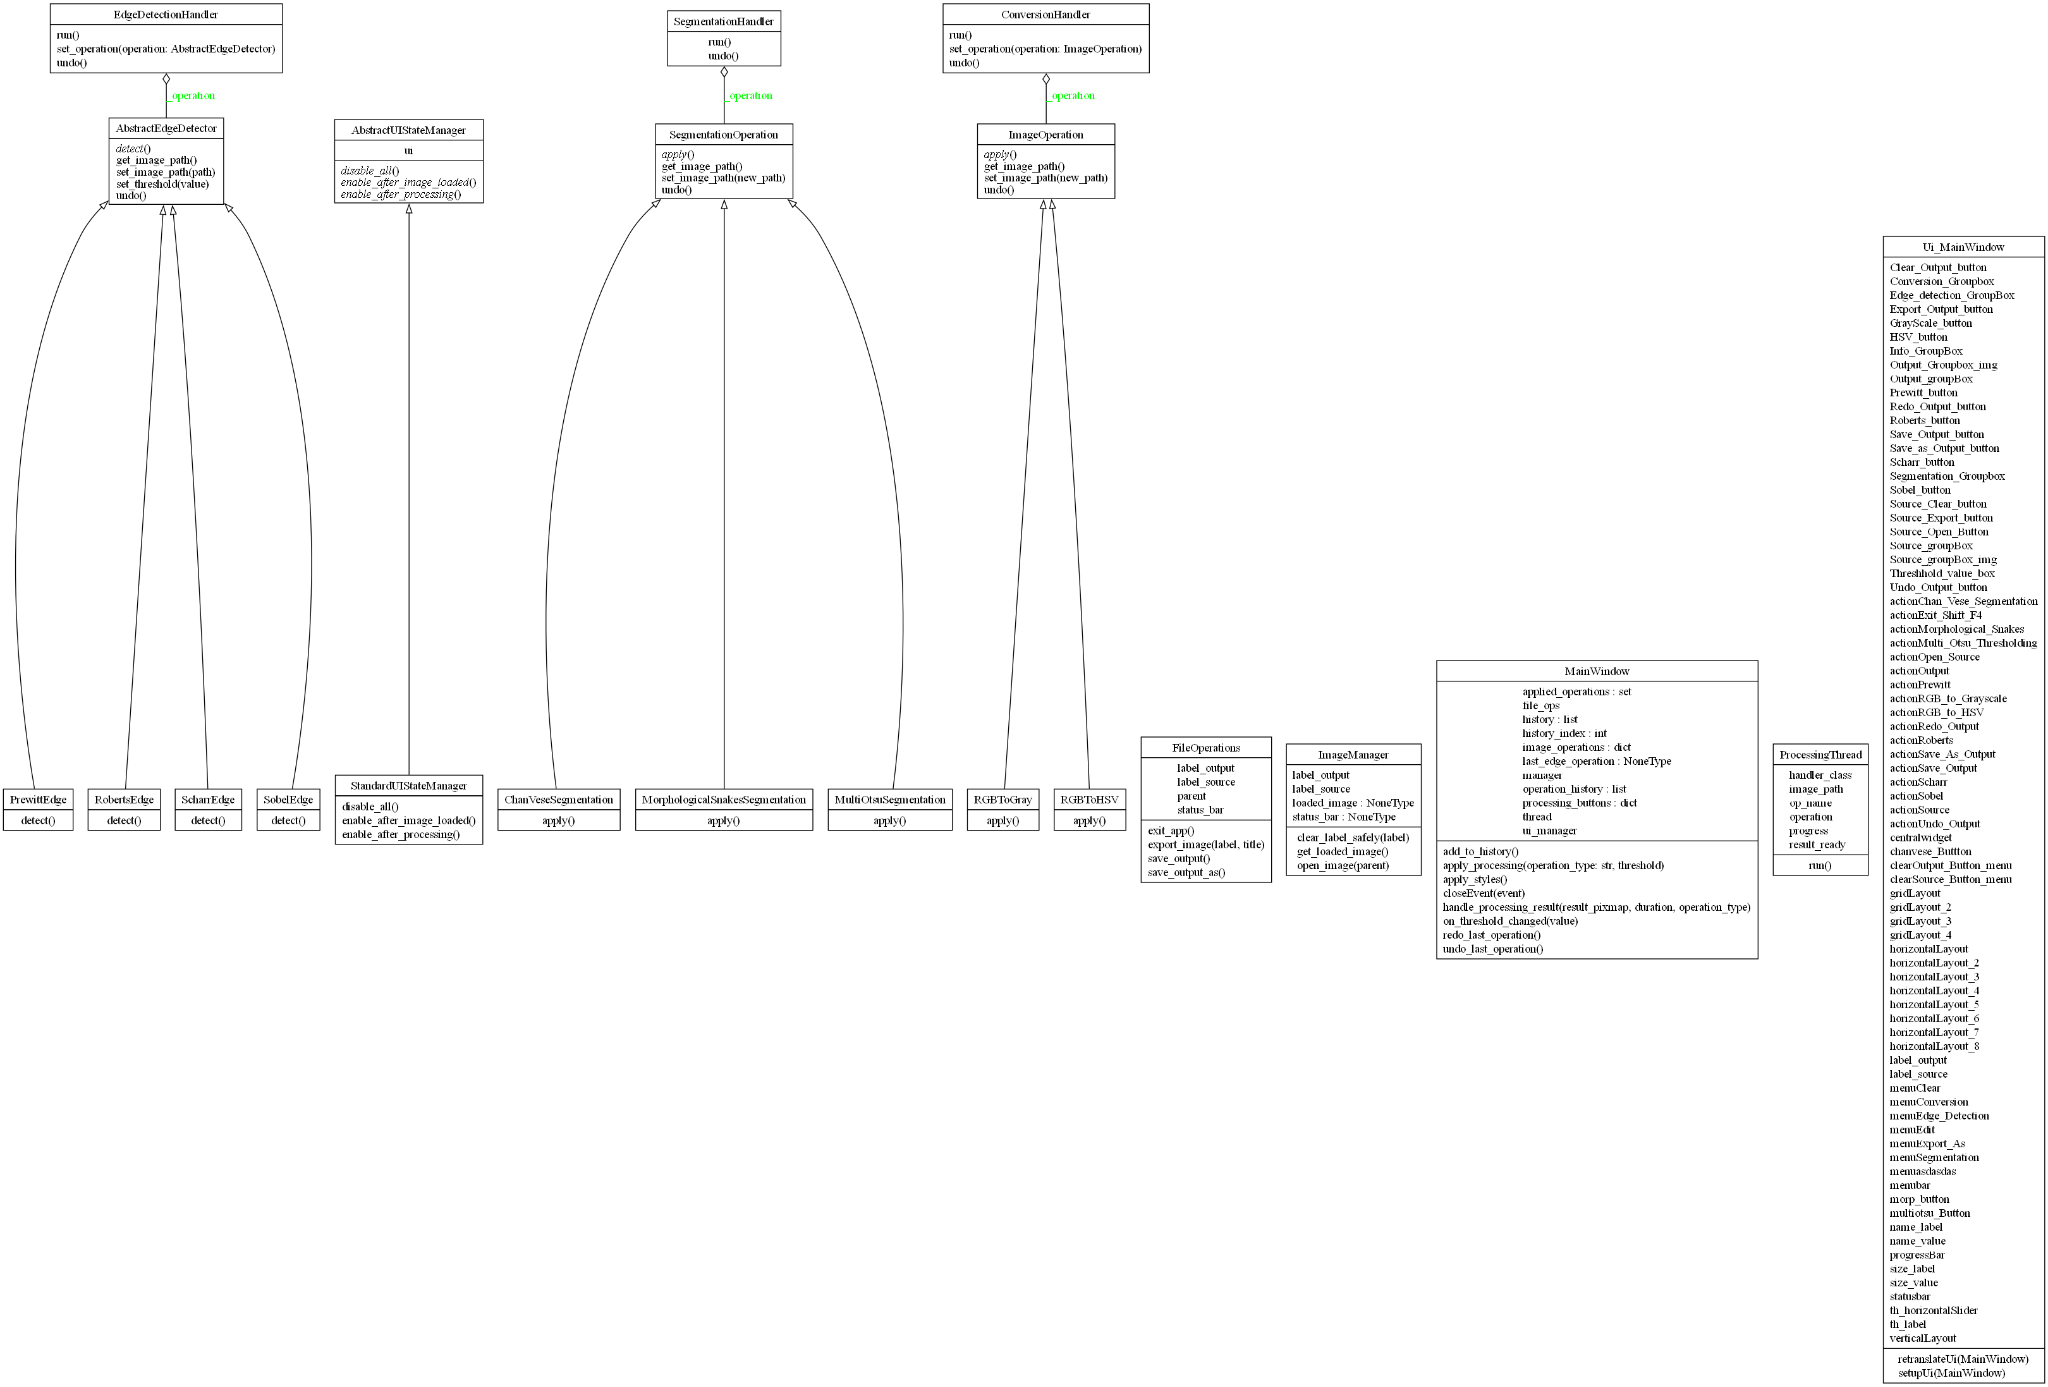 EdgeDetectionHandler
run()
set_operation(operation: AbstractEdgeDetector)
undo()
SegmentationHandler
run()
undo()
ConversionHandler
run()
set_operation(operation: ImageOperation)
undo()
_operation
_operation
_operation
AbstractEdgeDetector
detect()
get_image_path()
set_image_path(path)
set_threshold(value)
undo()
AbstractUIStateManager
ui
disable_all()
enable_after_image_loaded()
enable_after_processing()
SegmentationOperation
apply()
get_image_path()
set_image_path(new_path)
undo()
ImageOperation
apply()
get_image_path()
set_image_path(new_path)
undo()
PrewittEdge
detect()
RobertsEdge
detect()
ScharrEdge
detect()
SobelEdge
detect()
StandardUIStateManager
disable_all()
enable_after_image_loaded()
enable_after_processing()
ChanVeseSegmentation
apply()
MorphologicalSnakesSegmentation
apply()
MultiOtsuSegmentation
apply()
RGBToGray
apply()
RGBToHSV
apply()
FileOperations
label_output
label_source
parent
status_bar
exit_app()
export_image(label, title)
save_output()
save_output_as()
ImageManager
label_output
label_source
loaded_image : NoneType
status_bar : NoneType
clear_label_safely(label)
get_loaded_image()
open_image(parent)
MainWindow
applied_operations : set
file_ops
history : list
history_index : int
image_operations : dict
last_edge_operation : NoneType
manager
operation_history : list
processing_buttons : dict
thread
ui_manager
add_to_history()
apply_processing(operation_type: str, threshold)
apply_styles()
closeEvent(event)
handle_processing_result(result_pixmap, duration, operation_type)
on_threshold_changed(value)
redo_last_operation()
undo_last_operation()
ProcessingThread
handler_class
image_path
op_name
operation
progress
result_ready
run()
Ui_MainWindow
Clear_Output_button
Conversion_Groupbox
Edge_detection_GroupBox
Export_Output_button
GrayScale_button
HSV_button
Info_GroupBox
Output_Groupbox_img
Output_groupBox
Prewitt_button
Redo_Output_button
Roberts_button
Save_Output_button
Save_as_Output_button
Scharr_button
Segmentation_Groupbox
Sobel_button
Source_Clear_button
Source_Export_button
Source_Open_Button
Source_groupBox
Source_groupBox_img
Threshhold_value_box
Undo_Output_button
actionChan_Vese_Segmentation
actionExit_Shift_F4
actionMorphological_Snakes
actionMulti_Otsu_Thresholding
actionOpen_Source
actionOutput
actionPrewitt
actionRGB_to_Grayscale
actionRGB_to_HSV
actionRedo_Output
actionRoberts
actionSave_As_Output
actionSave_Output
actionScharr
actionSobel
actionSource
actionUndo_Output
centralwidget
chanvese_Buttton
clearOutput_Button_menu
clearSource_Button_menu
gridLayout
gridLayout_2
gridLayout_3
gridLayout_4
horizontalLayout
horizontalLayout_2
horizontalLayout_3
horizontalLayout_4
horizontalLayout_5
horizontalLayout_6
horizontalLayout_7
horizontalLayout_8
label_output
label_source
menuClear
menuConversion
menuEdge_Detection
menuEdit
menuExport_As
menuSegmentation
menuasdasdas
menubar
morp_button
multiotsu_Button
name_label
name_value
progressBar
size_label
size_value
statusbar
th_horizontalSlider
th_label
verticalLayout
retranslateUi(MainWindow)
setupUi(MainWindow)